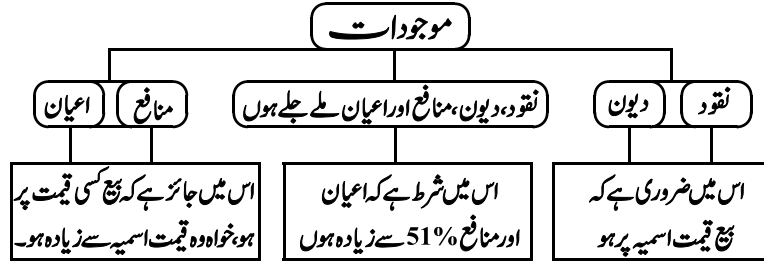 موجودات
نقود
دیون
نقود، دیون، منافع اور اعیان ملے جلے ہوں
منافع
اعیان
اس میں ضروری ہے کہ
بیع قیمت اسمیہ پر ہو
اس میں شرط ہے کہ اعیان
اور منافع 51% سے زیادہ ہوں
اس میں جائز ہے کہ بیع کسی قیمت پر
ہو، خواہ وہ قیمت اسمیہ سے زیادہ ہو۔